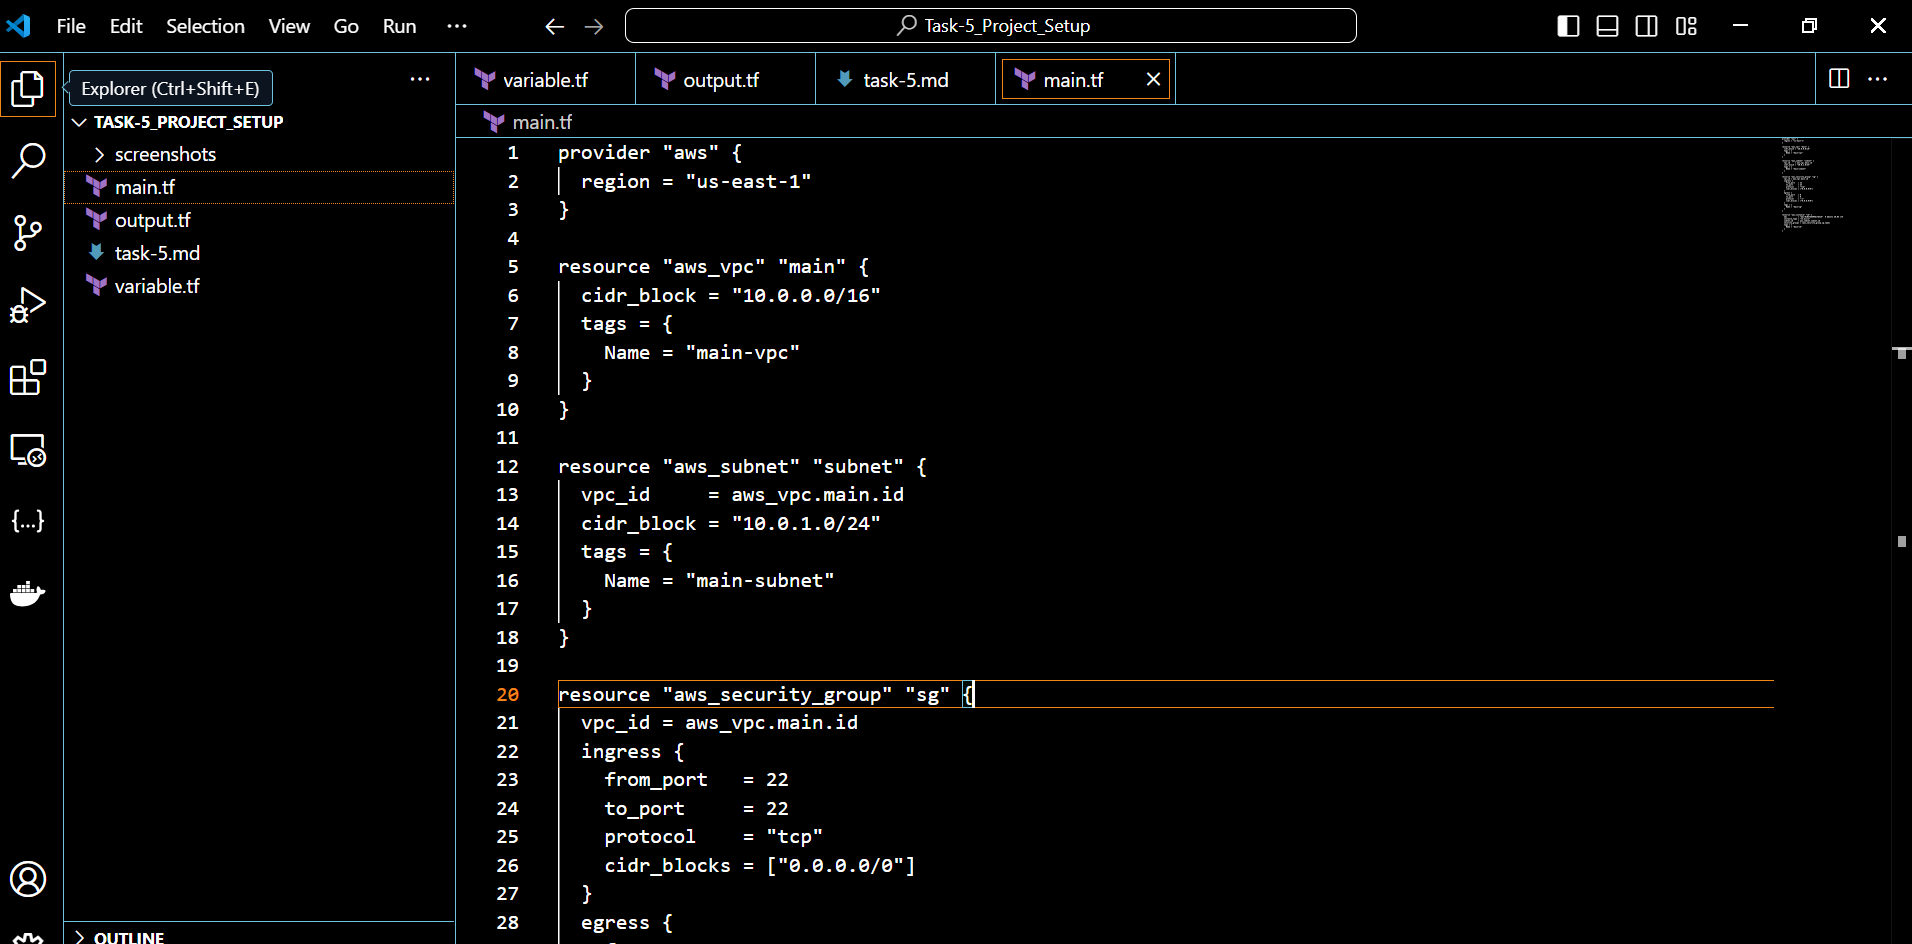 File Edit Selection View Go Run ···
Task-5_Project_Setup
Explorer (Ctrl+Shift+E)
···
TASK-5_PROJECT_SETUP
screenshots
main.tf
output.tf
task-5.md
variable.tf
OUTLINE
variable.tf
output.tf
task-5.md
main.tf
main.tf
1 provider "aws" {
2   region = "us-east-1"
3 }
4
5 resource "aws_vpc" "main" {
6   cidr_block = "10.0.0.0/16"
7   tags = {
8     Name = "main-vpc"
9   }
10 }
11
12 resource "aws_subnet" "subnet" {
13   vpc_id     = aws_vpc.main.id
14   cidr_block = "10.0.1.0/24"
15   tags = {
16     Name = "main-subnet"
17   }
18 }
19
20 resource "aws_security_group" "sg" {
21   vpc_id = aws_vpc.main.id
22   ingress {
23     from_port   = 22
24     to_port     = 22
25     protocol    = "tcp"
26     cidr_blocks = ["0.0.0.0/0"]
27   }
28   egress {